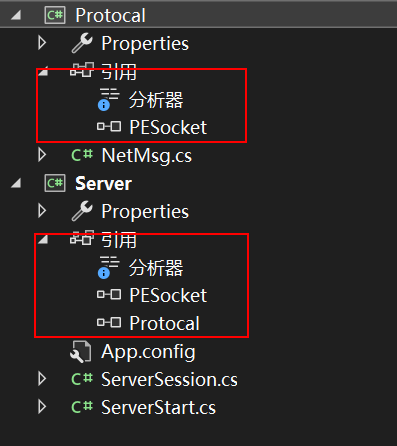 Protocal
Properties
引用
分析器
PESocket
C# NetMsg.cs
Server
Properties
引用
分析器
PESocket
Protocal
App.config
C# ServerSession.cs
C# ServerStart.cs